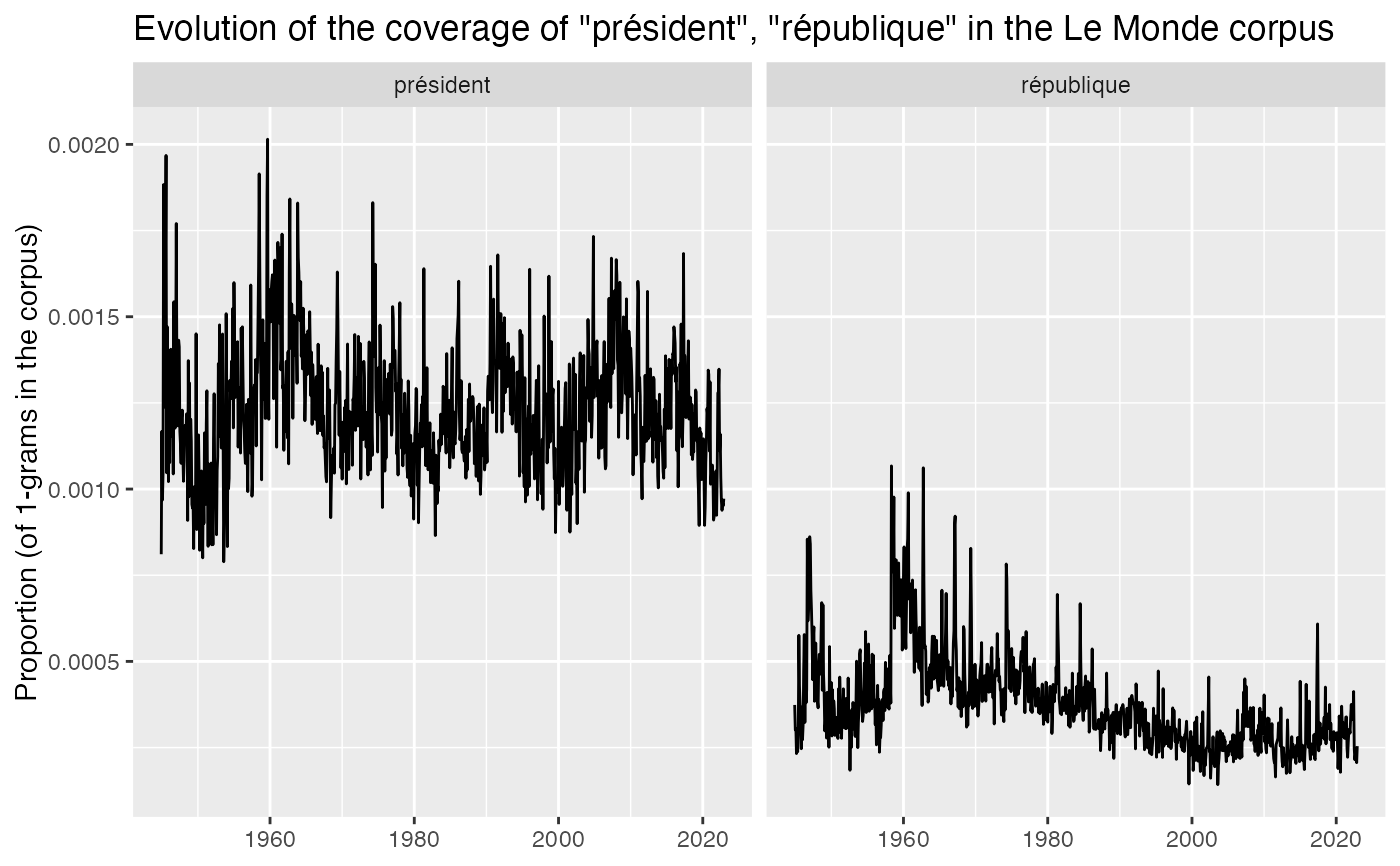 Evolution of the coverage of "président", "république" in the Le Monde corpus
président
république
Proportion (of 1-grams in the corpus)
0.0020
0.0015
0.0010
0.0005
1960 1980 2000 2020
1960 1980 2000 2020